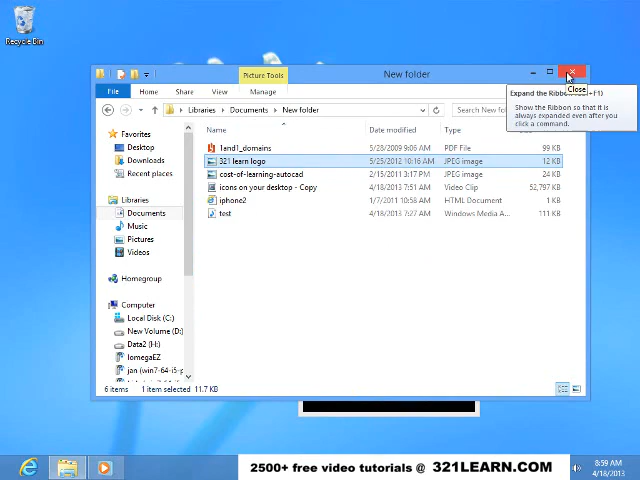 Recycle Bin
Picture Tools
New folder
File
Home
Share
View
Manage
Close
Expand the Ribbon
+F1)
Show the Ribbon so that it is
always expanded even after you
click a command.
Libraries
Documents
New folder
Search New
Favorites
Desktop
Downloads
Recent places
Libraries
Documents
Music
Pictures
Videos
Homegroup
Computer
Local Disk (C:)
New Volume (D:)
Data2 (H:)
IomegaEZ
jan (win7-64-i5-p
Name
Date modified
Type
Size
1and1_domains
5/28/2009 9:06 AM
PDF File
99 KB
321 learn logo
5/25/2012 10:16 AM
JPEG image
12 KB
cost-of-learning-autocad
2/15/2011 3:17 PM
JPEG image
24 KB
icons on your desktop - Copy
4/18/2013 7:51 AM
Video Clip
52,797 KB
iphone2
1/7/2011 10:58 AM
HTML Document
1 KB
test
4/18/2013 7:27 AM
Windows Media A...
111 KB
6 items
1 item selected 11.7 KB
2500+ free video tutorials @ 321LEARN.COM
8:59 AM
4/18/2013